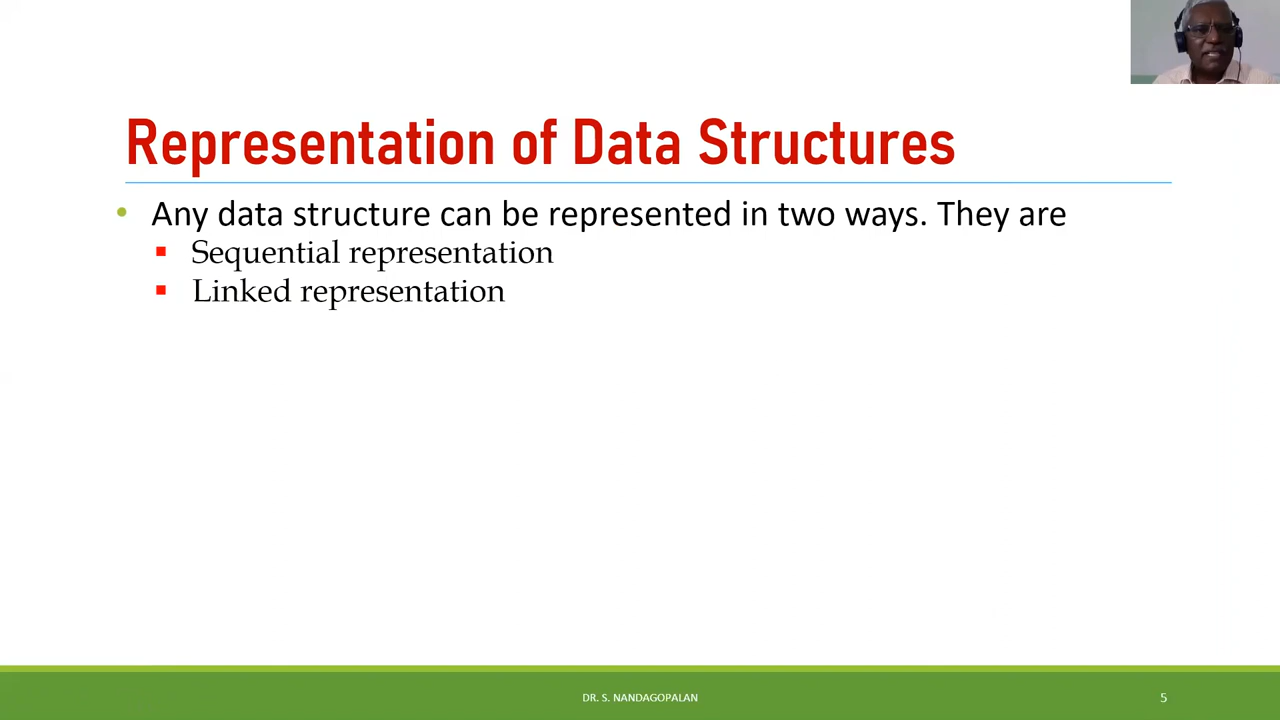 Representation of Data Structures
• Any data structure can be represented in two ways. They are
▪ Sequential representation
▪ Linked representation
DR. S. NANDAGOPALAN
5